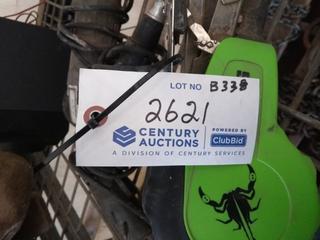 LOT NO B338
2621
CENTURY AUCTIONS
POWERED BY ClubBid
A DIVISION OF CENTURY SERVICES